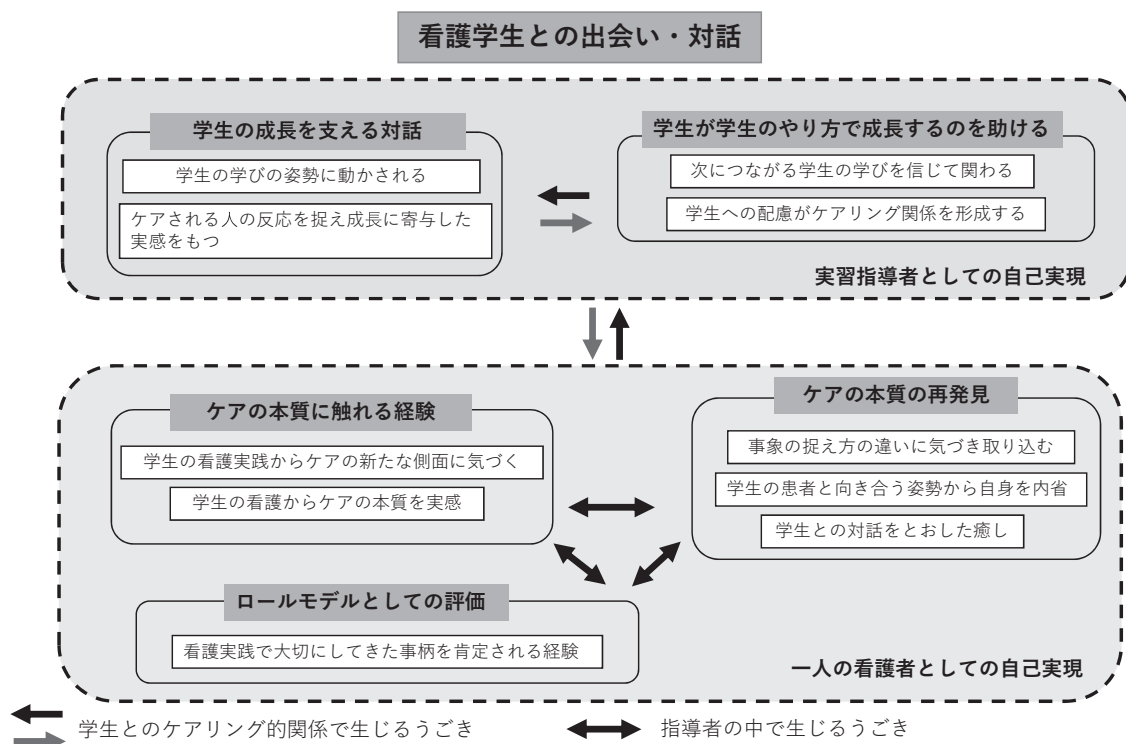 看護学生との出会い・対話
学生の成長を支える対話
学生の学びの姿勢に動かされる
ケアされる人の反応を捉え成長に寄与した
実感をもつ
学生が学生のやり方で成長するのを助ける
次につながる学生の学びを信じて関わる
学生への配慮がケアリング関係を形成する
実習指導者としての自己実現
ケアの本質に触れる経験
学生の看護実践からケアの新たな側面に気づく
学生の看護からケアの本質を実感
ケアの本質の再発見
事象の捉え方の違いに気づき取り込む
学生の患者と向き合う姿勢から自身を内省
学生との対話をとおした癒し
ロールモデルとしての評価
看護実践で大切にしてきた事柄を肯定される経験
一人の看護者としての自己実現
学生とのケアリング的関係で生じるうごき
指導者の中で生じるうごき